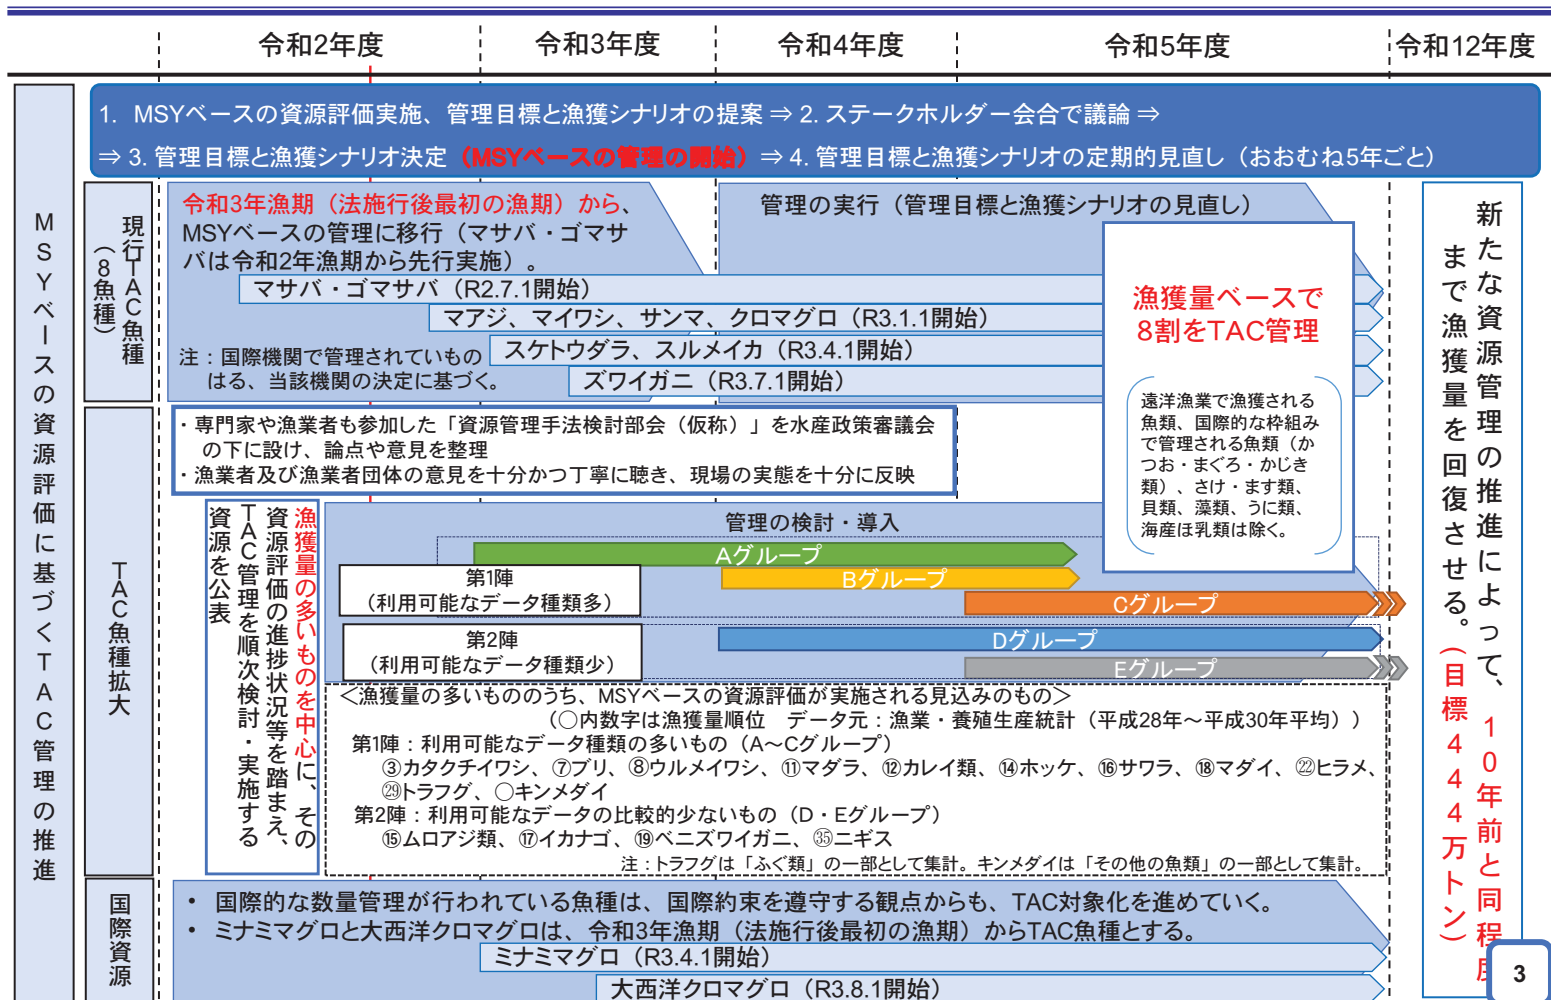 令和2年度
令和3年度
令和4年度
令和5年度
令和12年度
MSYベースの資源評価に基づくTAC管理の推進
1. MSYベースの資源評価実施、管理目標と漁獲シナリオの提案 ⇒ 2. ステークホルダー会合で議論 ⇒
⇒ 3. 管理目標と漁獲シナリオ決定（MSYベースの管理の開始）⇒ 4. 管理目標と漁獲シナリオの定期的見直し（おおむね5年ごと）
現行TAC魚種
（8魚種）
令和3年漁期（法施行後最初の漁期）から、
MSYベースの管理に移行（マサバ・ゴマサ
バは令和2年漁期から先行実施）。
管理の実行（管理目標と漁獲シナリオの見直し）
マサバ・ゴマサバ（R2.7.1開始）
マアジ、マイワシ、サンマ、クロマグロ（R3.1.1開始）
スケトウダラ、スルメイカ（R3.4.1開始）
ズワイガニ（R3.7.1開始）
注：国際機関で管理されていもの
はる、当該機関の決定に基づく。
漁獲量ベースで
8割をTAC管理
遠洋漁業で漁獲される
魚類、国際的な枠組み
で管理される魚類（か
つお・まぐろ・かじき
類）、さけ・ます類、
貝類、藻類、うに類、
海産ほ乳類は除く。
新たな資源管理の推進によって、10年前と同程度
まで漁獲量を回復させる。（目標444万トン）
TAC魚種拡大
・専門家や漁業者も参加した「資源管理手法検討部会（仮称）」を水産政策審議会
の下に設け、論点や意見を整理
・漁業者及び漁業者団体の意見を十分かつ丁寧に聴き、現場の実態を十分に反映
漁獲量の多いものを中心に、その
資源評価の進捗状況等を踏まえ、
TAC管理を順次検討・実施する
資源を公表
管理の検討・導入
Aグループ
Bグループ
Cグループ
第1陣
（利用可能なデータ種類多）
Dグループ
Eグループ
第2陣
（利用可能なデータ種類少）
＜漁獲量の多いもののうち、MSYベースの資源評価が実施される見込みのもの＞
（○内数字は漁獲量順位　データ元：漁業・養殖生産統計（平成28年～平成30年平均））
第1陣：利用可能なデータ種類の多いもの（A～Cグループ）
③カタクチイワシ、⑦ブリ、⑧ウルメイワシ、⑪マダラ、⑫カレイ類、⑭ホッケ、⑯サワラ、⑱マダイ、㉒ヒラメ、
㉙トラフグ、○キンメダイ
第2陣：利用可能なデータの比較的少ないもの（D・Eグループ）
⑮ムロアジ類、⑰イカナゴ、⑲ベニズワイガニ、㉟ニギス
注：トラフグは「ふぐ類」の一部として集計。キンメダイは「その他の魚類」の一部として集計。
国際資源
• 国際的な数量管理が行われている魚種は、国際約束を遵守する観点からも、TAC対象化を進めていく。
• ミナミマグロと大西洋クロマグロは、令和3年漁期（法施行後最初の漁期）からTAC魚種とする。
ミナミマグロ（R3.4.1開始）
大西洋クロマグロ（R3.8.1開始）
3